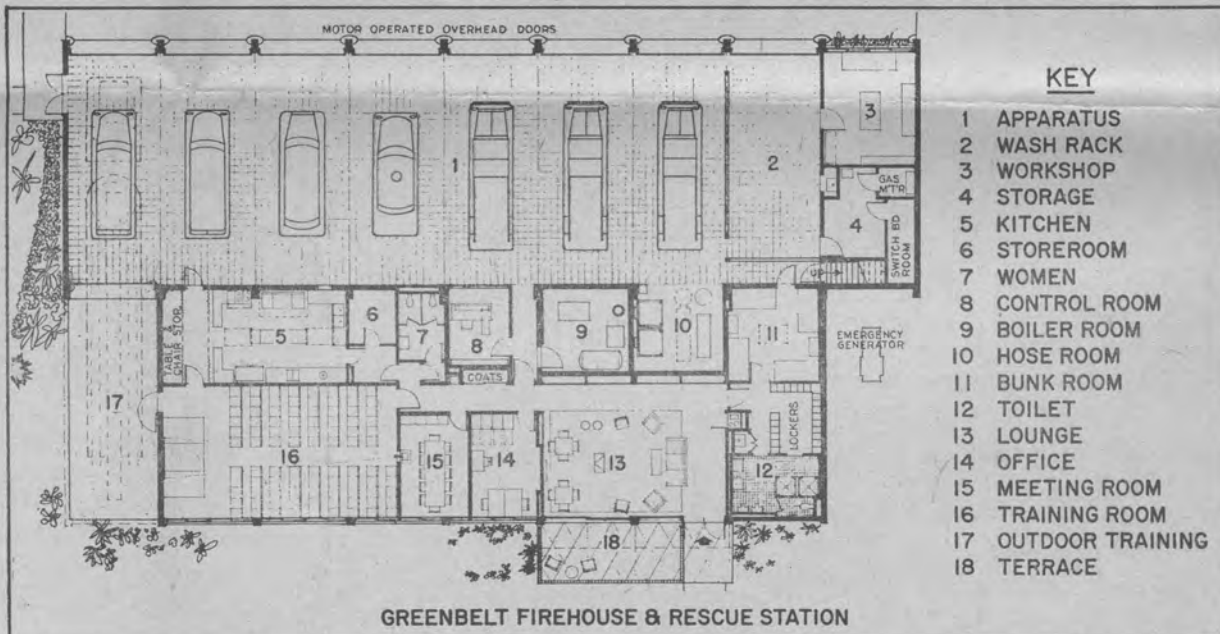 MOTOR OPERATED OVERHEAD DOORS
1
2
3
GAS
M'T'R
4
SWITCH BD
ROOM
UP
TABLE &
CHAIR STOR.
5
6
7
8
COATS
9
10
11
EMERGENCY
GENERATOR
LOCKERS
12
13
14
15
16
17
18
KEY
1 APPARATUS
2 WASH RACK
3 WORKSHOP
4 STORAGE
5 KITCHEN
6 STOREROOM
7 WOMEN
8 CONTROL ROOM
9 BOILER ROOM
10 HOSE ROOM
11 BUNK ROOM
12 TOILET
13 LOUNGE
14 OFFICE
15 MEETING ROOM
16 TRAINING ROOM
17 OUTDOOR TRAINING
18 TERRACE
GREENBELT FIREHOUSE & RESCUE STATION